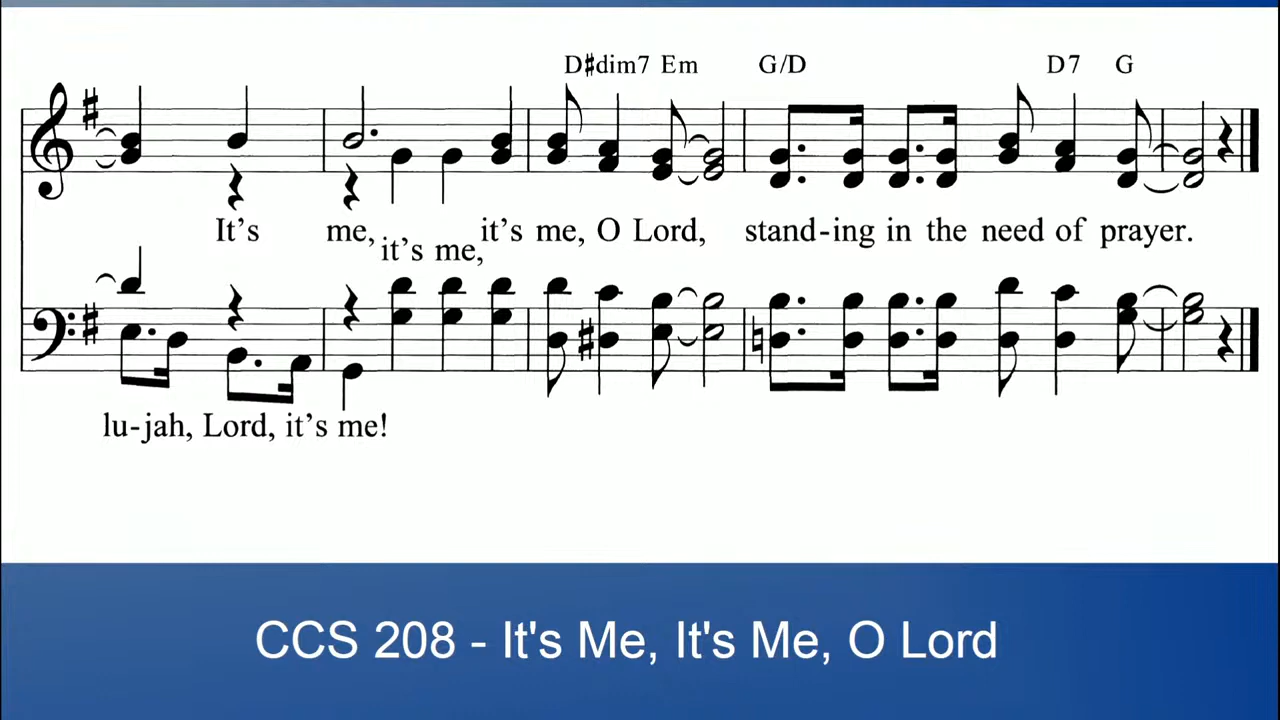 D#dim7 Em G/D D7 G
It's me, it's me, O Lord, stand-ing in the need of prayer.
it's me,
lu-jah, Lord, it's me!
CCS 208 - It's Me, It's Me, O Lord